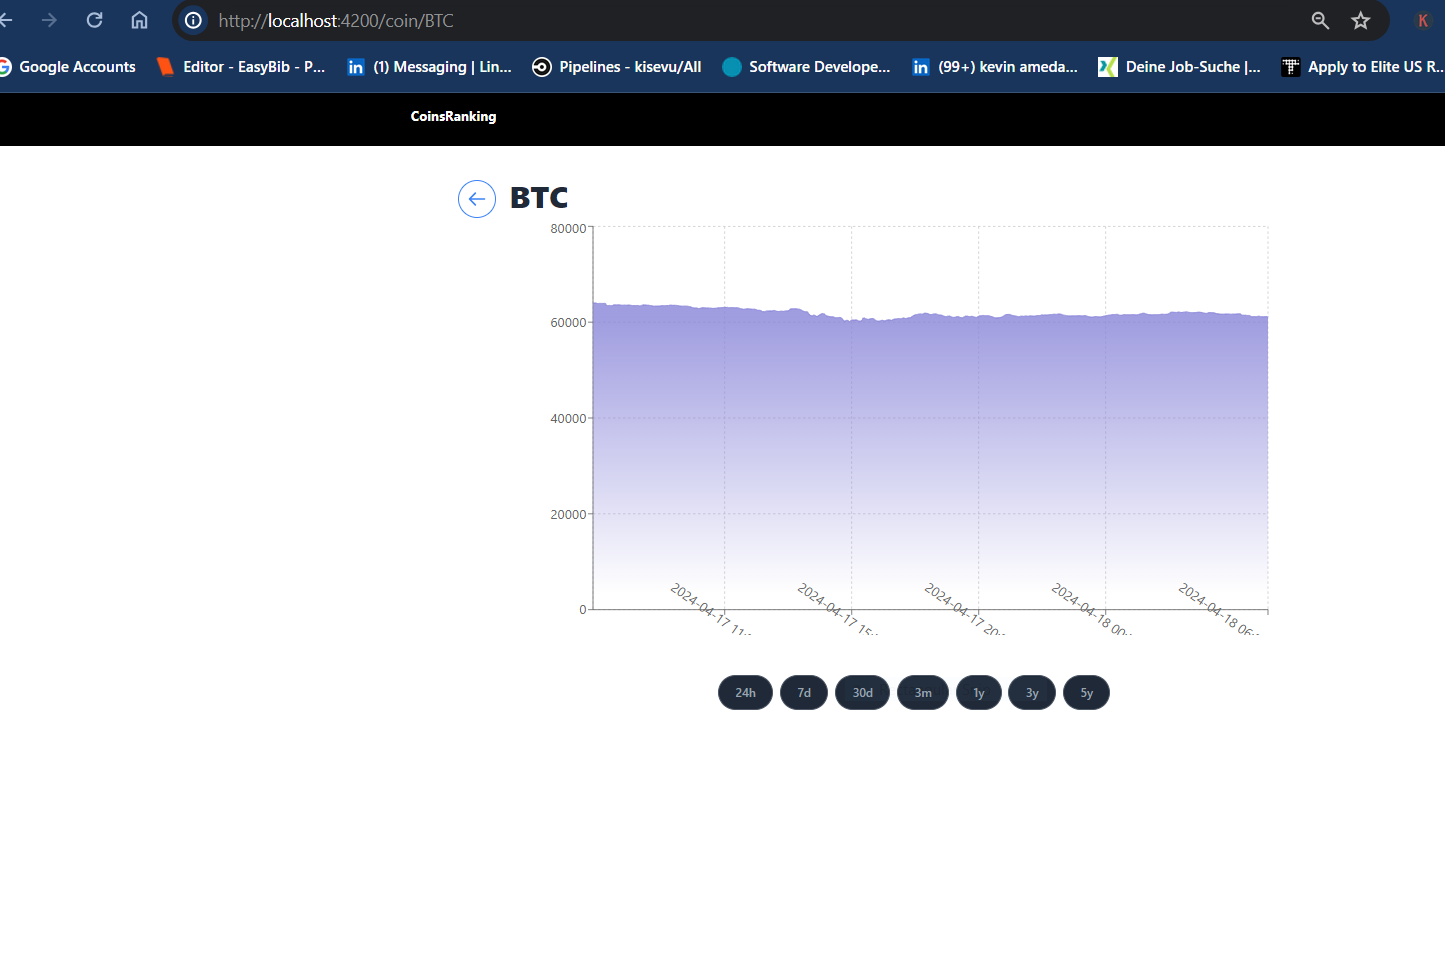 http://localhost:4200/coin/BTC
K
Google Accounts Editor - EasyBib - P... in (1) Messaging | Lin... Pipelines - kisevu/All Software Develope... in (99+) kevin ameda... Deine Job-Suche |... Apply to Elite US R...
CoinsRanking
BTC
80000
60000
40000
20000
0
2024-04-17 11:
2024-04-17 15:
2024-04-17 20:
2024-04-18 00:
2024-04-18 06:
24h 7d 30d 3m 1y 3y 5y